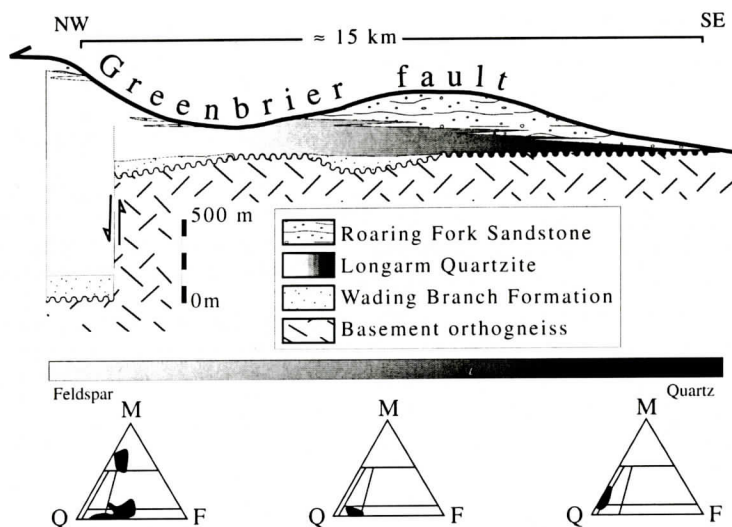 NW SE
≈ 15 km
Greenbrier fault
500 m
0m
Roaring Fork Sandstone
Longarm Quartzite
Wading Branch Formation
Basement orthogneiss
Feldspar Quartz
M M M
Q F Q F Q F